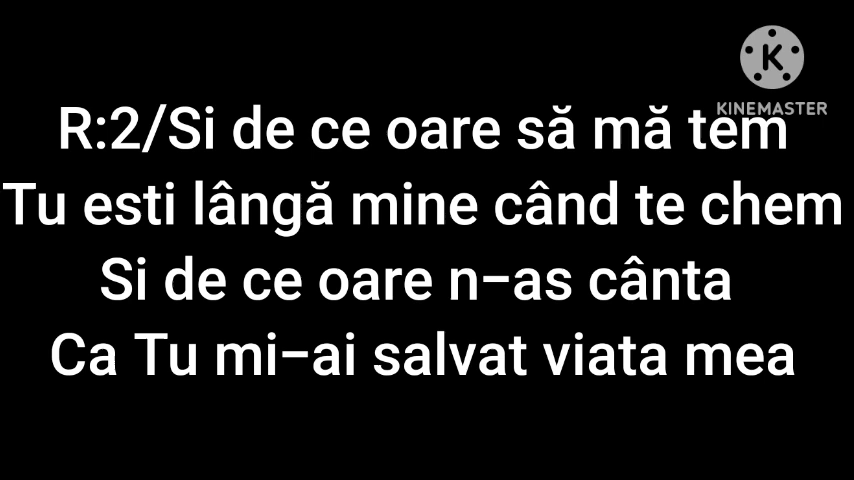 KINEMASTER
R:2/Si de ce oare să mă tem
Tu esti lângă mine când te chem
Si de ce oare n-as cânta
Ca Tu mi-ai salvat viata mea